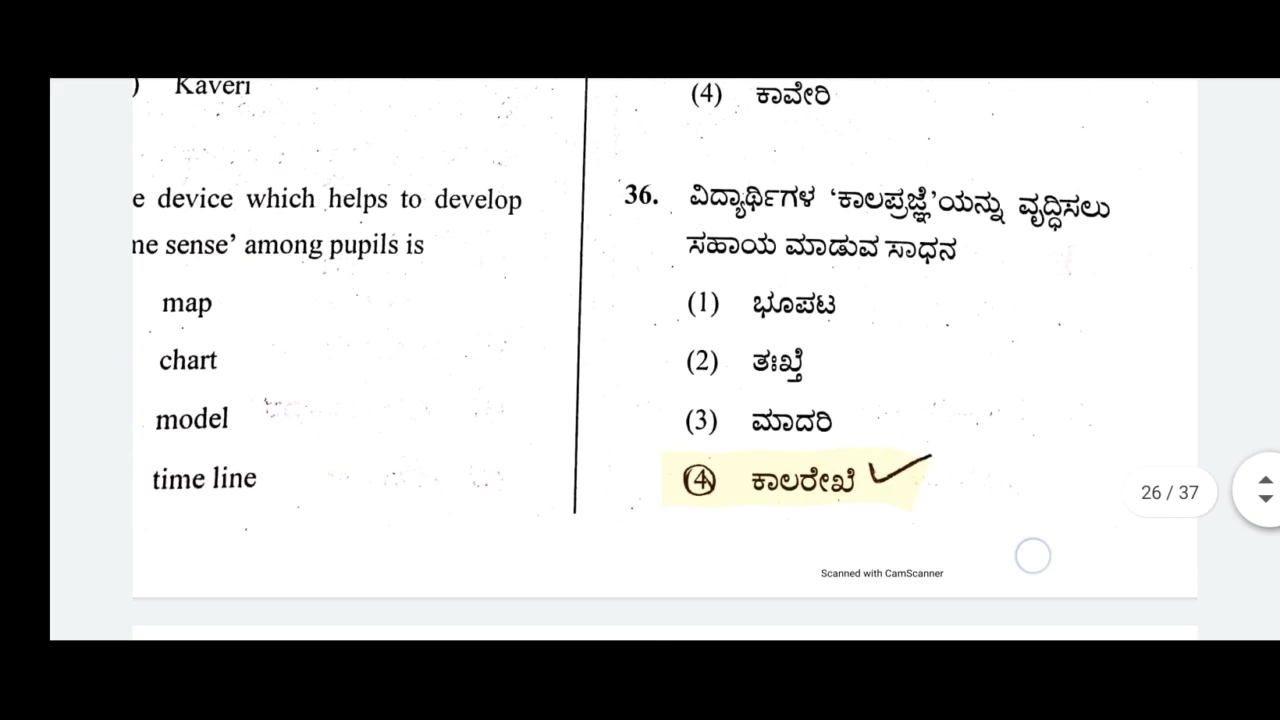 ) Kaveri
e device which helps to develop
ne sense’ among pupils is
map
chart
model
time line
(4) ಕಾವೇರಿ
36. ವಿದ್ಯಾರ್ಥಿಗಳ ‘ಕಾಲಪ್ರಜ್ಞೆ’ಯನ್ನು ವೃದ್ಧಿಸಲು
ಸಹಾಯ ಮಾಡುವ ಸಾಧನ
(1) ಭೂಪಟ
(2) ತಃಖ್ತೆ
(3) ಮಾದರಿ
(4) ಕಾಲರೇಖೆ
26 / 37
Scanned with CamScanner